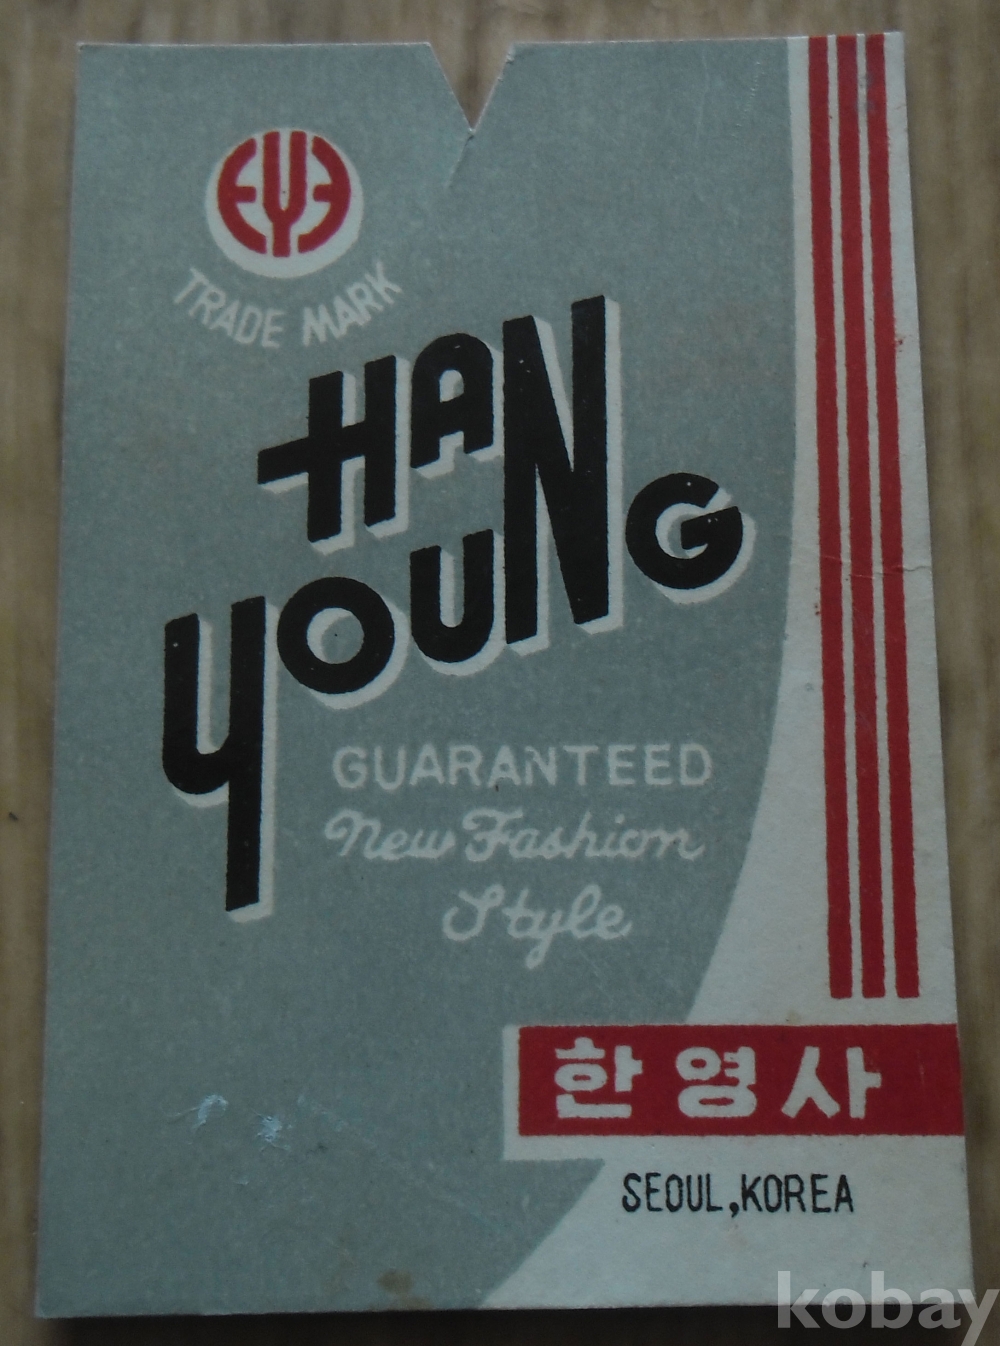 EYE
TRADE MARK
HAN
YOUNG
GUARANTEED
New Fashion
Style
한영사
SEOUL,KOREA
kobay